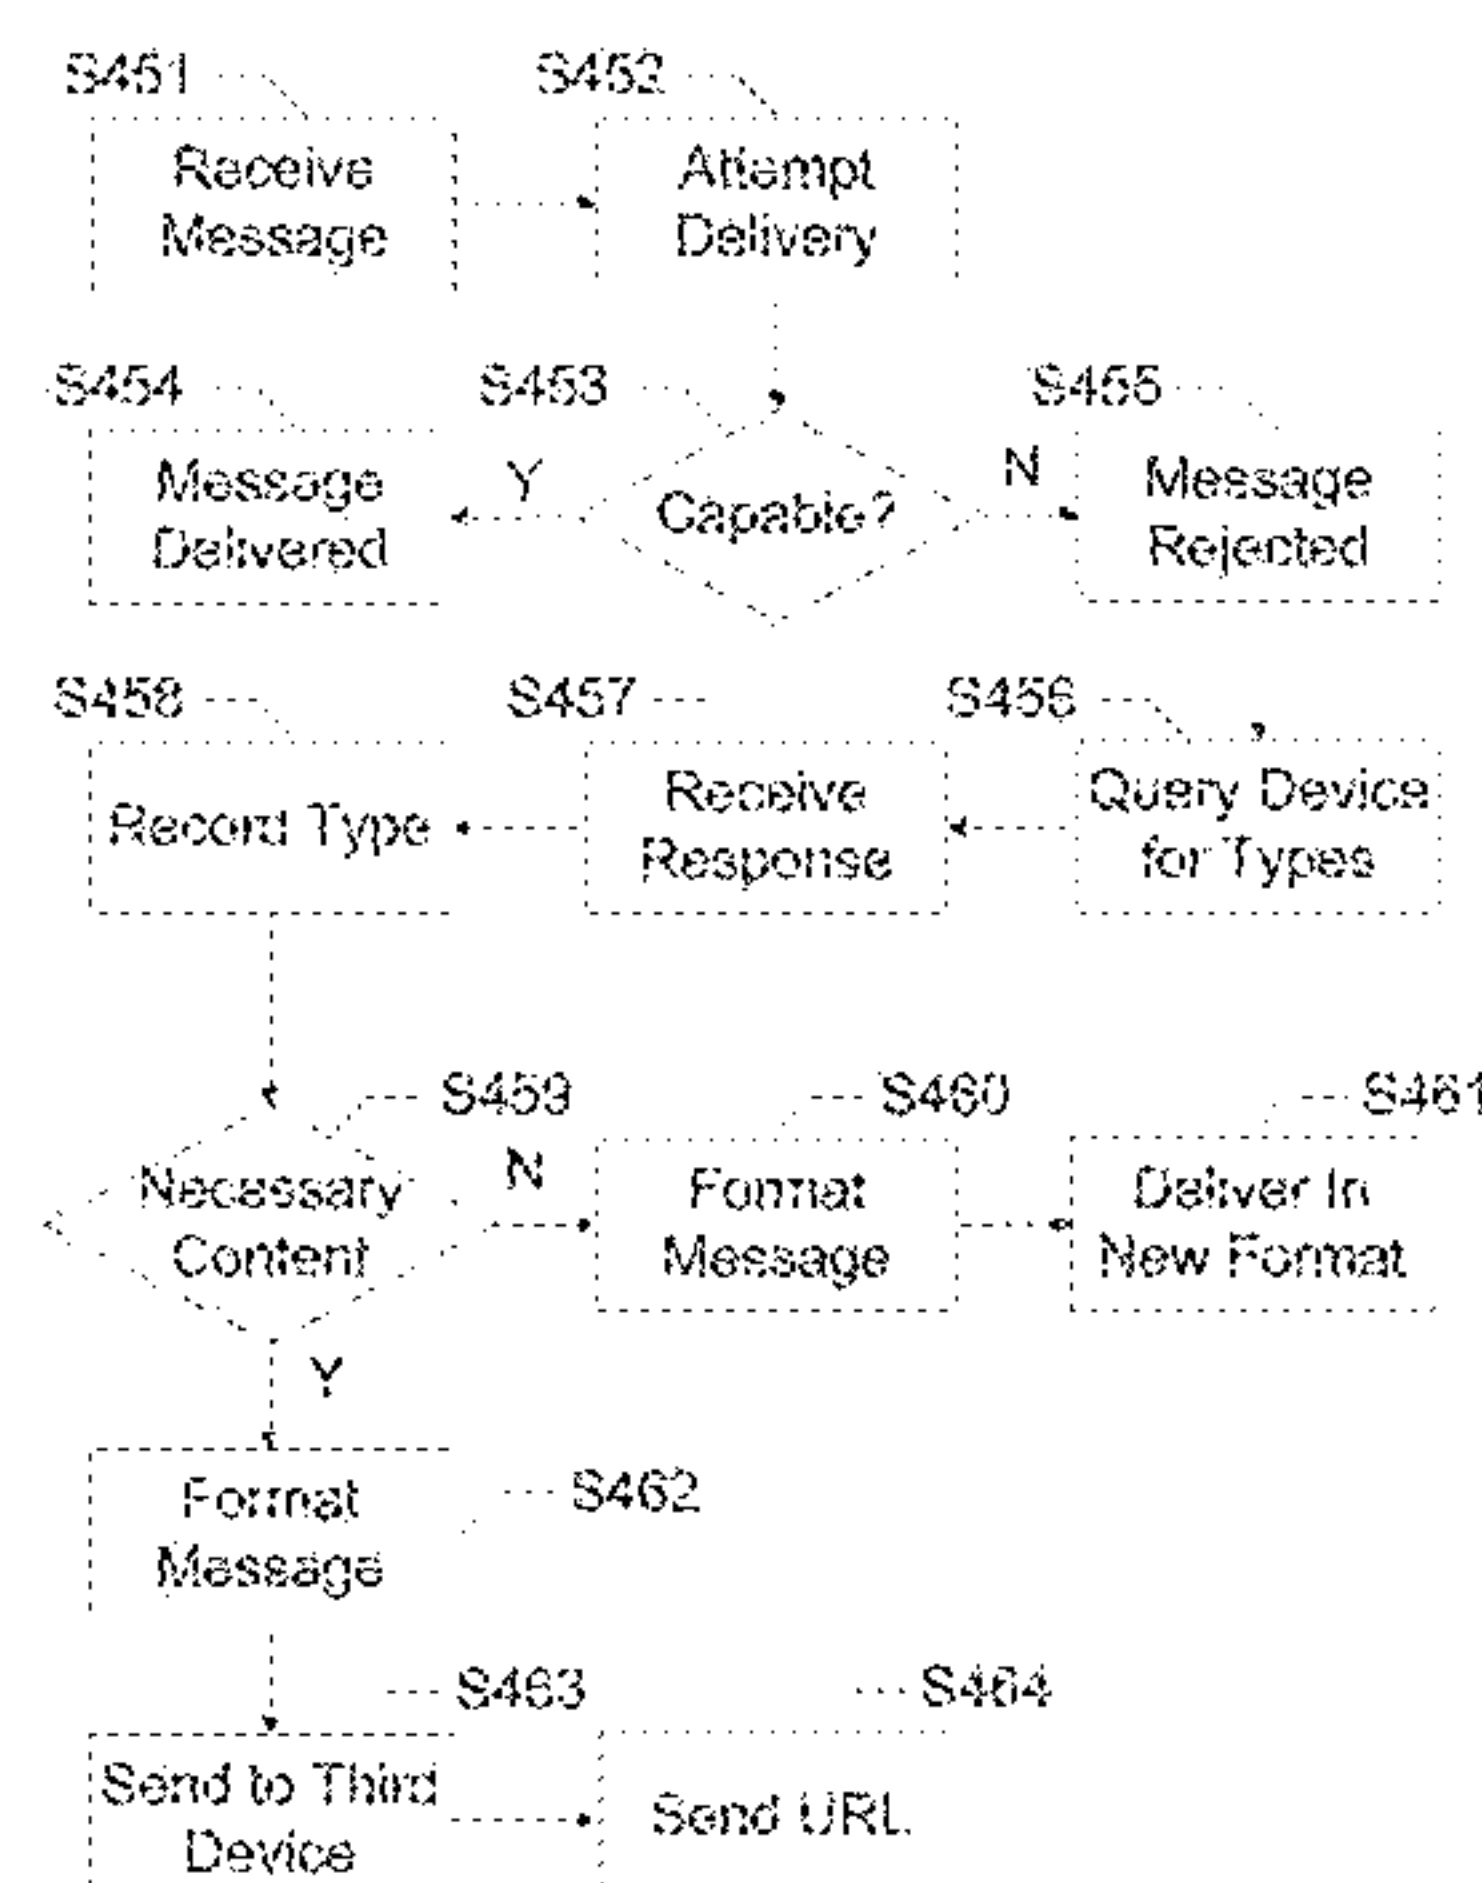 S451
S452
Receive
Message
Attempt
Delivery
S454
S453
S455
Message
Delivered
Y
Capable?
N
Message
Rejected
S458
S457
S456
Record Type
Receive
Response
Query Device
for Types
S459
S460
S461
Necessary
Content
N
Format
Message
Deliver In
New Format
Y
Format
Message
S462
S463
S464
Send to Third
Device
Send URL